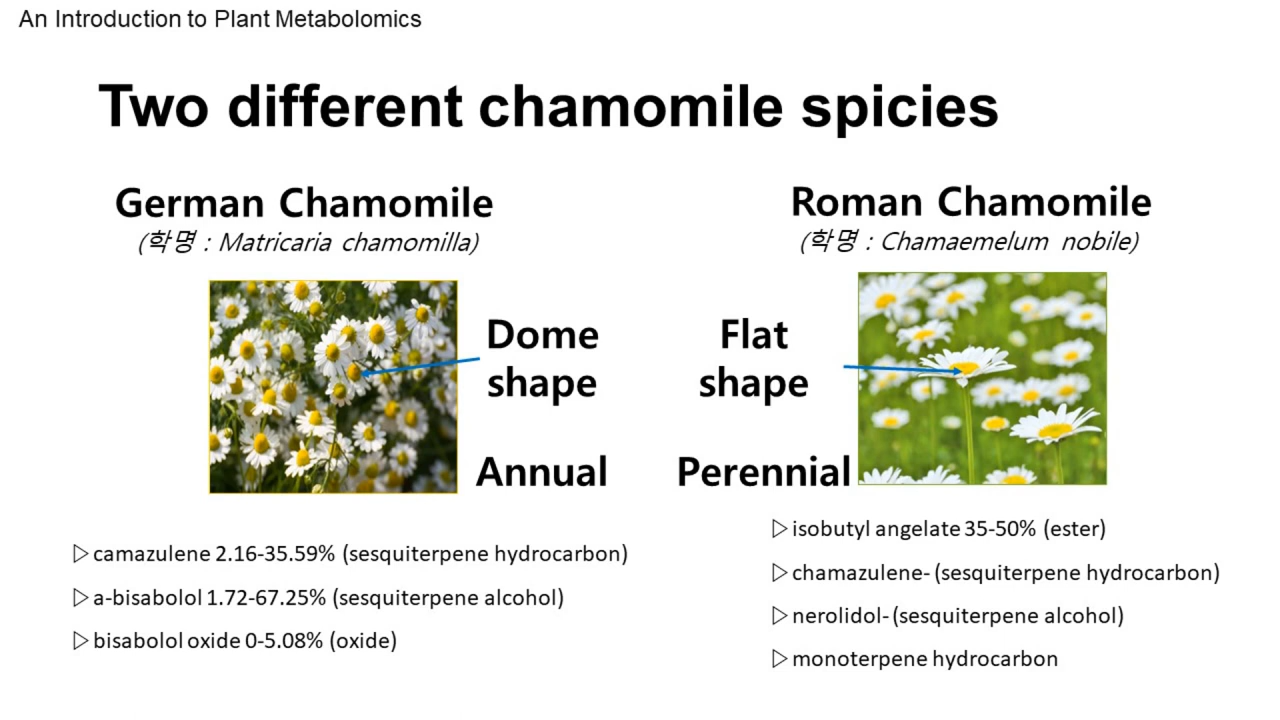 An Introduction to Plant Metabolomics
Two different chamomile spicies
German Chamomile
(학명 : Matricaria chamomilla)
Dome
shape
Annual
▷camazulene 2.16-35.59% (sesquiterpene hydrocarbon)
▷a-bisabolol 1.72-67.25% (sesquiterpene alcohol)
▷bisabolol oxide 0-5.08% (oxide)
Roman Chamomile
(학명 : Chamaemelum nobile)
Flat
shape
Perennial
▷isobutyl angelate 35-50% (ester)
▷chamazulene- (sesquiterpene hydrocarbon)
▷nerolidol- (sesquiterpene alcohol)
▷monoterpene hydrocarbon